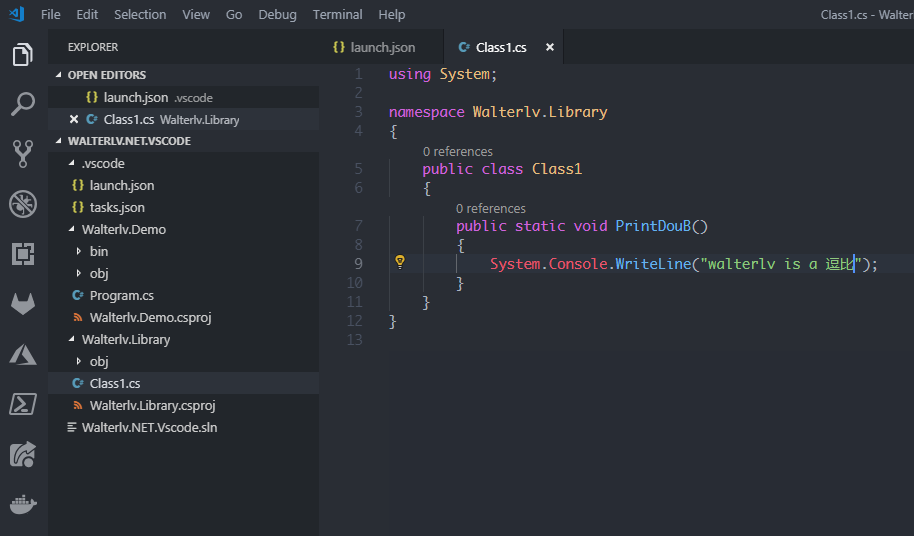 File Edit Selection View Go Debug Terminal Help Class1.cs - Walter
EXPLORER
OPEN EDITORS
launch.json .vscode
Class1.cs Walterlv.Library
WALTERLV.NET.VSCODE
.vscode
launch.json
tasks.json
Walterlv.Demo
bin
obj
Program.cs
Walterlv.Demo.csproj
Walterlv.Library
obj
Class1.cs
Walterlv.Library.csproj
Walterlv.NET.Vscode.sln
launch.json Class1.cs
1 using System;
2
3 namespace Walterlv.Library
4 {
0 references
5 public class Class1
6 {
0 references
7 public static void PrintDouB()
8 {
9 System.Console.WriteLine("walterlv is a 逗比");
10 }
11 }
12 }
13